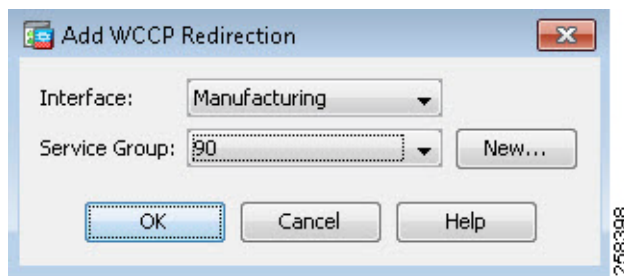 Add WCCP Redirection
Interface: Manufacturing
Service Group: 90 New...
OK Cancel Help
258398